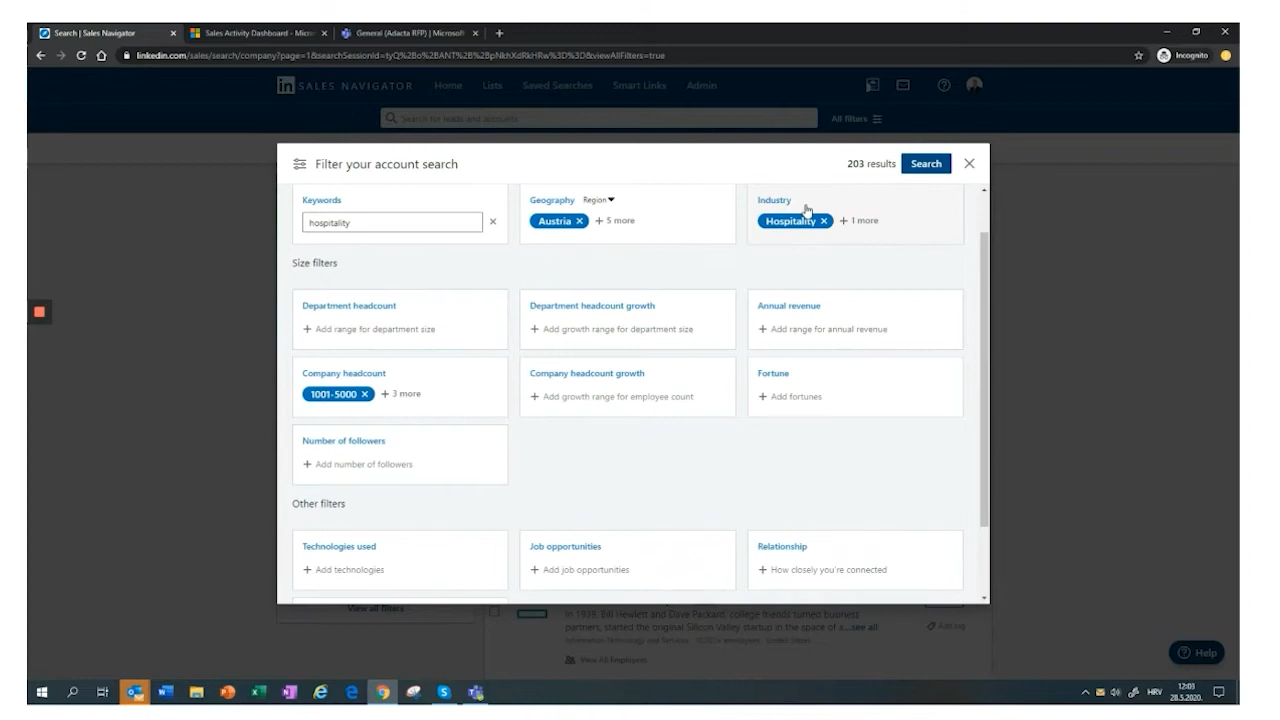 Search | Sales Navigator
Sales Activity Dashboard - Micros
General (Adacta RFP) | Microsoft
linkedin.com/sales/search/company?page=1&searchSessionId=tyQ%2Bo%2BANT%2B%2BpNkhXdRkHRw%3D%3D&viewAllFilters=true
Incognito
in SALES NAVIGATOR
Home
Lists
Saved Searches
Smart Links
Admin
Search for leads and accounts
All filters
Filter your account search
203 results
Search
Keywords
hospitality
Geography Region
Austria
+ 5 more
Industry
Hospitality
+ 1 more
Size filters
Department headcount
+ Add range for department size
Department headcount growth
+ Add growth range for department size
Annual revenue
+ Add range for annual revenue
Company headcount
1001-5000
+ 3 more
Company headcount growth
+ Add growth range for employee count
Fortune
+ Add fortunes
Number of followers
+ Add number of followers
Other filters
Technologies used
+ Add technologies
Job opportunities
+ Add job opportunities
Relationship
+ How closely you're connected
View all filters
In 1939, Bill Hewlett and Dave Packard, college friends turned business
partners, started the original Silicon Valley startup in the space of a...see all
Information Technology and Services
United States
View All Employees
Add tag
Help
HRV
12:03
28.5.2020.